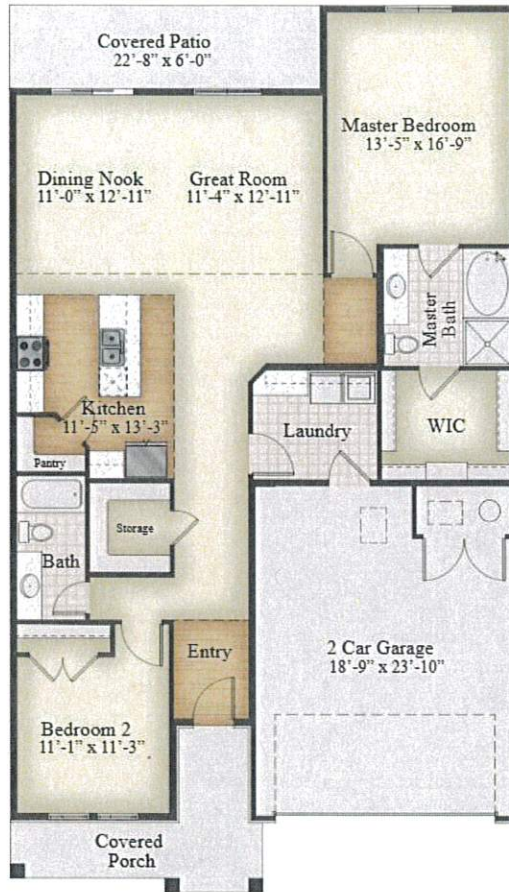 Covered Patio
22’-8” x 6’-0”
Master Bedroom
13’-5” x 16’-9”
Dining Nook
11’-0” x 12’-11”
Great Room
11’-4” x 12’-11”
Master
Bath
Kitchen
11’-5” x 13’-3”
Pantry
Laundry
WIC
Storage
Bath
Entry
2 Car Garage
18’-9” x 23’-10”
Bedroom 2
11’-1” x 11’-3”
Covered
Porch